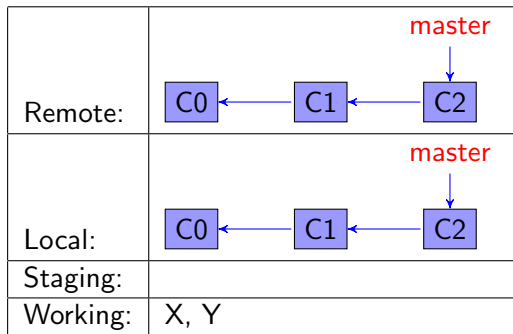 master
Remote: C0 C1 C2
master
Local: C0 C1 C2
Staging:
Working: X, Y